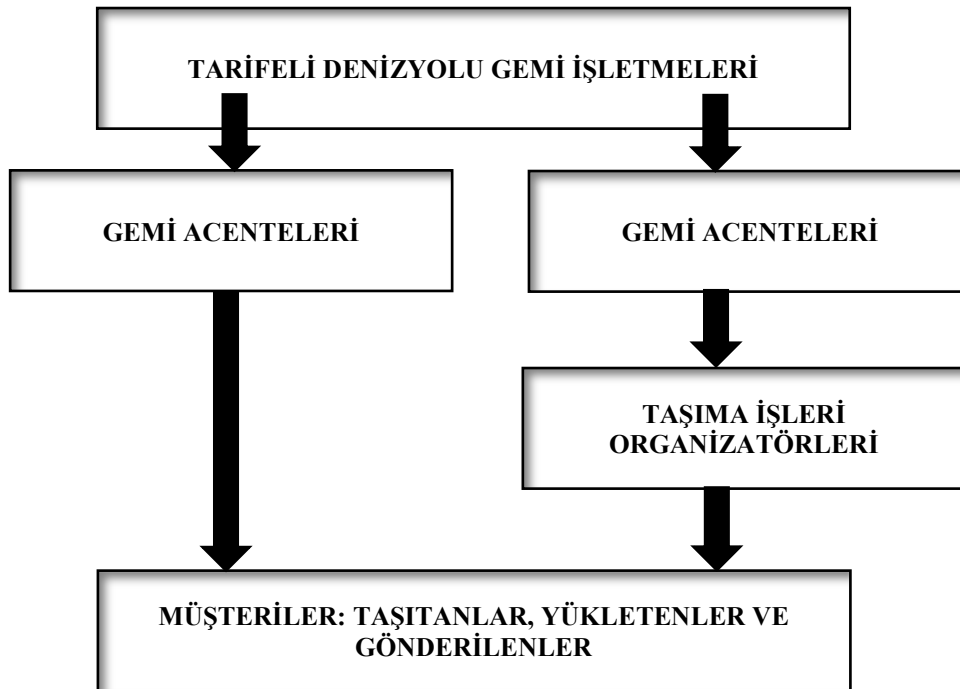 TARİFELİ DENİZYOLU GEMİ İŞLETMELERİ
GEMİ ACENTELERİ
GEMİ ACENTELERİ
TAŞIMA İŞLERİ
ORGANİZATÖRLERİ
MÜŞTERİLER: TAŞITANLAR, YÜKLETENLER VE
GÖNDERİLENLER